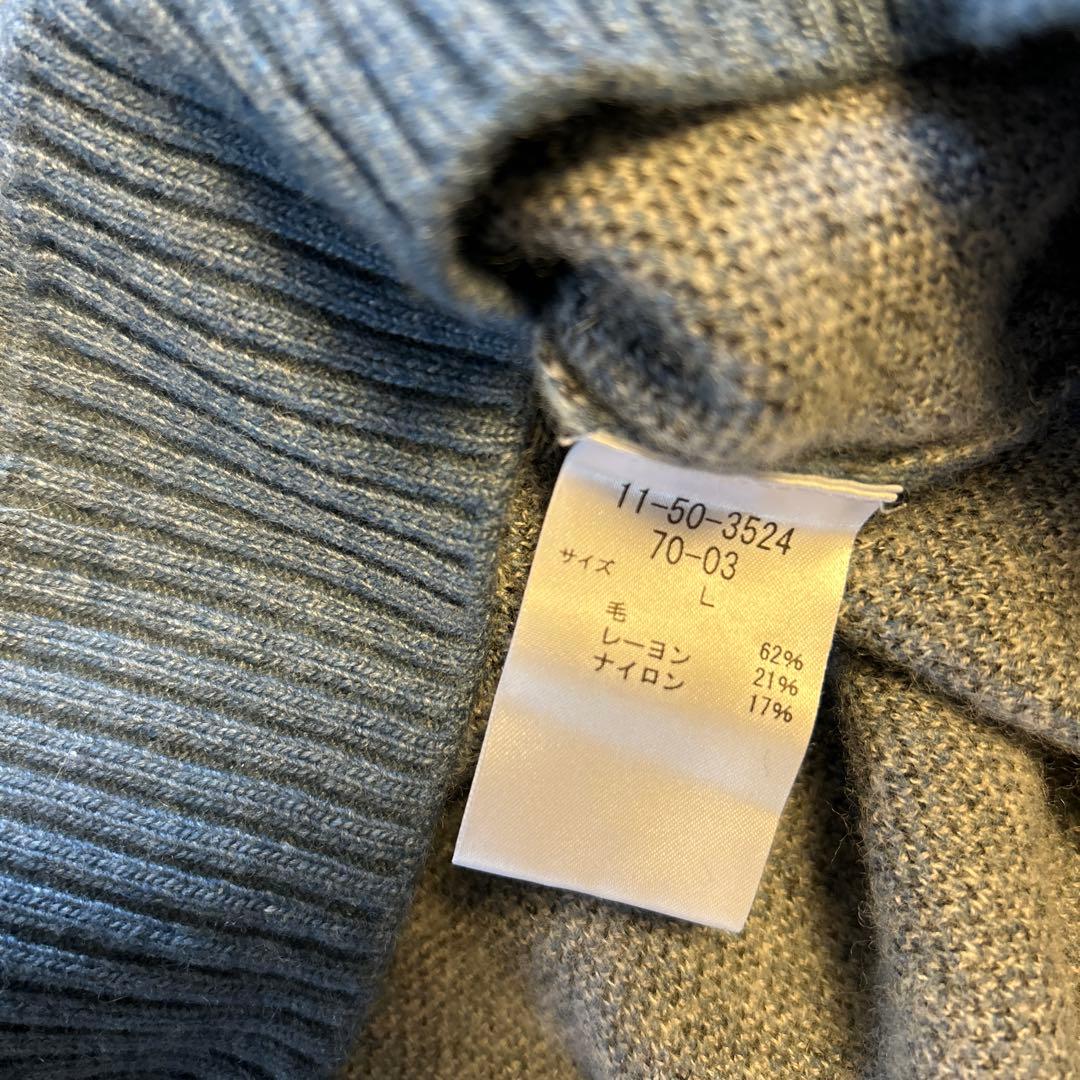 11-50-3524
70-03
サイズ L
毛 62%
レーヨン 21%
ナイロン 17%